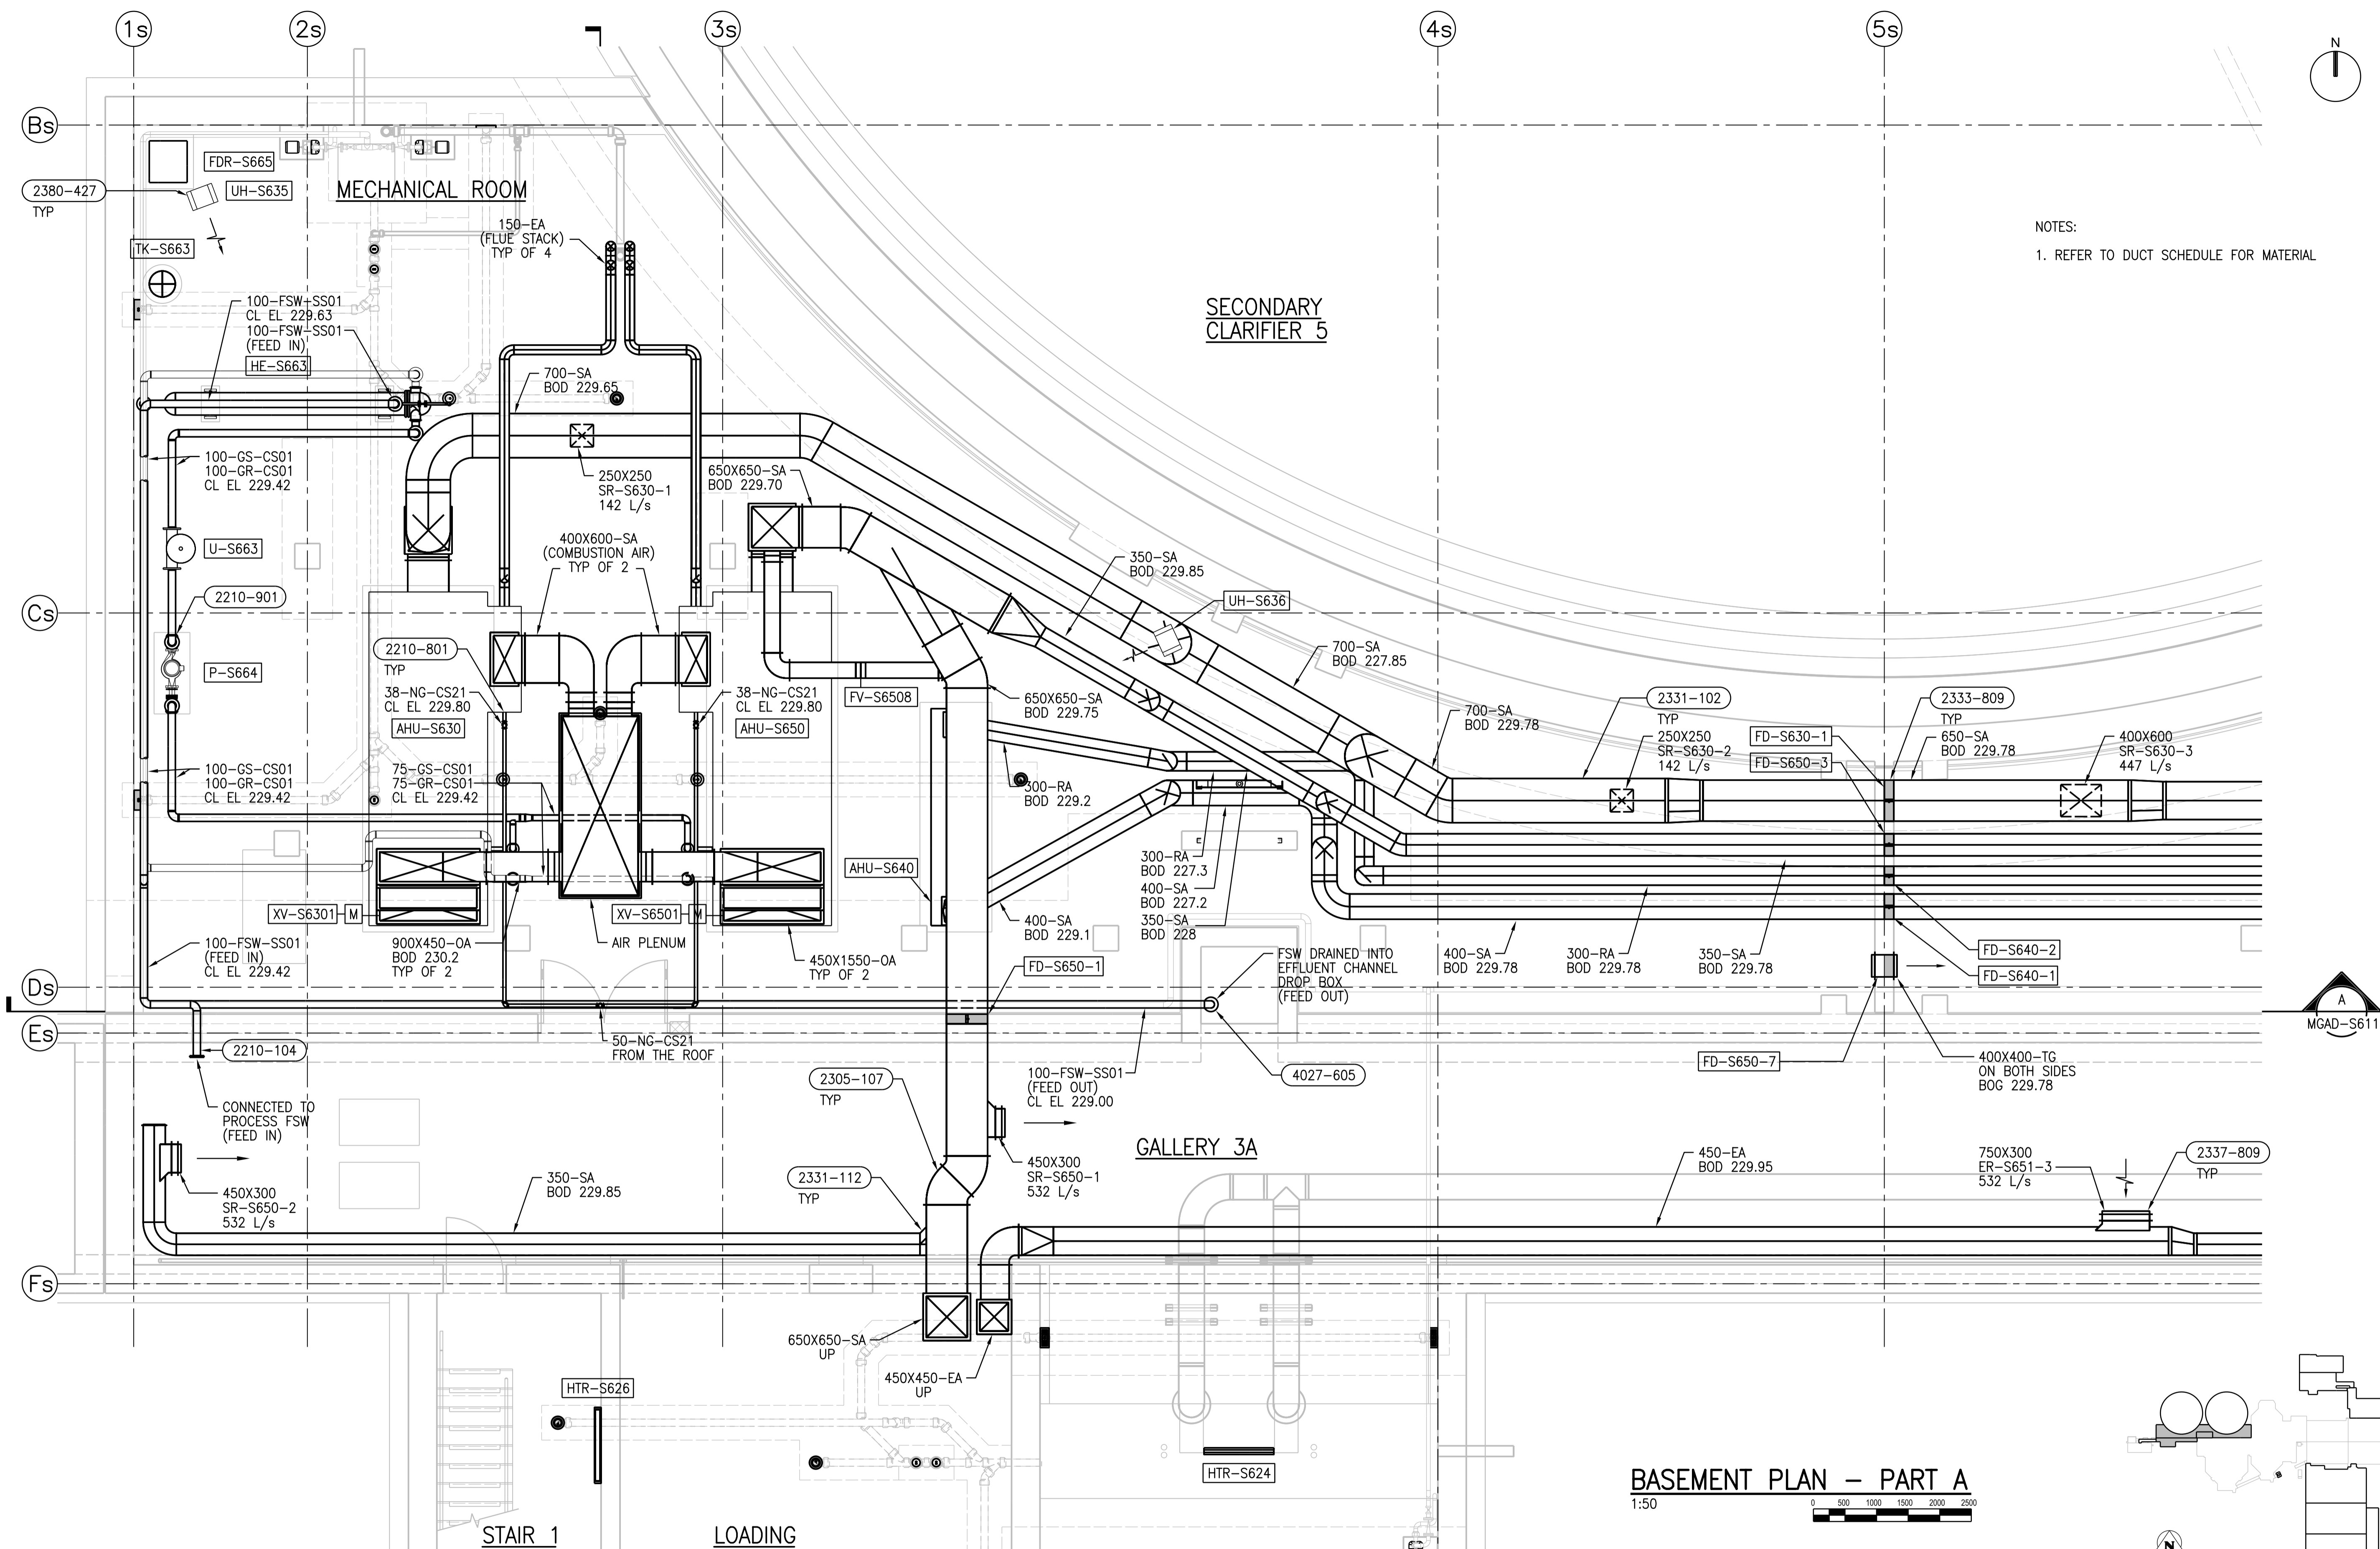 1s
2s
3s
4s
5s
N
Bs
FDR-S665
2380-427
TYP
UH-S635
MECHANICAL ROOM
150-EA
(FLUE STACK)
TYP OF 4
TK-S663
NOTES:
1. REFER TO DUCT SCHEDULE FOR MATERIAL
100-FSW-SS01
CL EL 229.63
100-FSW-SS01
(FEED IN)
HE-S663
SECONDARY
CLARIFIER 5
700-SA
BOD 229.65
100-GS-CS01
100-GR-CS01
CL EL 229.42
250X250
SR-S630-1
142 L/s
650X650-SA
BOD 229.70
U-S663
400X600-SA
(COMBUSTION AIR)
TYP OF 2
350-SA
BOD 229.85
2210-901
UH-S636
Cs
2210-801
TYP
P-S664
38-NG-CS21
CL EL 229.80
AHU-S630
38-NG-CS21
CL EL 229.80
AHU-S650
FV-S6508
650X650-SA
BOD 229.75
700-SA
BOD 227.85
700-SA
BOD 229.78
2331-102
TYP
250X250
SR-S630-2
142 L/s
FD-S630-1
FD-S650-3
2333-809
TYP
650-SA
BOD 229.78
400X600
SR-S630-3
447 L/s
100-GS-CS01
100-GR-CS01
CL EL 229.42
75-GS-CS01
75-GR-CS01
CL EL 229.42
300-RA
BOD 229.2
AHU-S640
300-RA
BOD 227.3
400-SA
BOD 227.2
350-SA
BOD 228
XV-S6301
M
XV-S6501
M
100-FSW-SS01
(FEED IN)
CL EL 229.42
900X450-OA
BOD 230.2
TYP OF 2
AIR PLENUM
450X1550-OA
TYP OF 2
400-SA
BOD 229.1
FD-S650-1
FSW DRAINED INTO
EFFLUENT CHANNEL
DROP BOX
(FEED OUT)
400-SA
BOD 229.78
300-RA
BOD 229.78
350-SA
BOD 229.78
FD-S640-2
FD-S640-1
Ds
A
MGAD-S611
Es
2210-104
50-NG-CS21
FROM THE ROOF
2305-107
TYP
100-FSW-SS01
(FEED OUT)
CL EL 229.00
4027-605
FD-S650-7
400X400-TG
ON BOTH SIDES
BOG 229.78
CONNECTED TO
PROCESS FSW
(FEED IN)
GALLERY 3A
450X300
SR-S650-2
532 L/s
350-SA
BOD 229.85
2331-112
TYP
450X300
SR-S650-1
532 L/s
450-EA
BOD 229.95
750X300
ER-S651-3
532 L/s
2337-809
TYP
Fs
650X650-SA
UP
450X450-EA
UP
HTR-S626
HTR-S624
BASEMENT PLAN - PART A
1:50
0 500 1000 1500 2000 2500
STAIR 1
LOADING
N